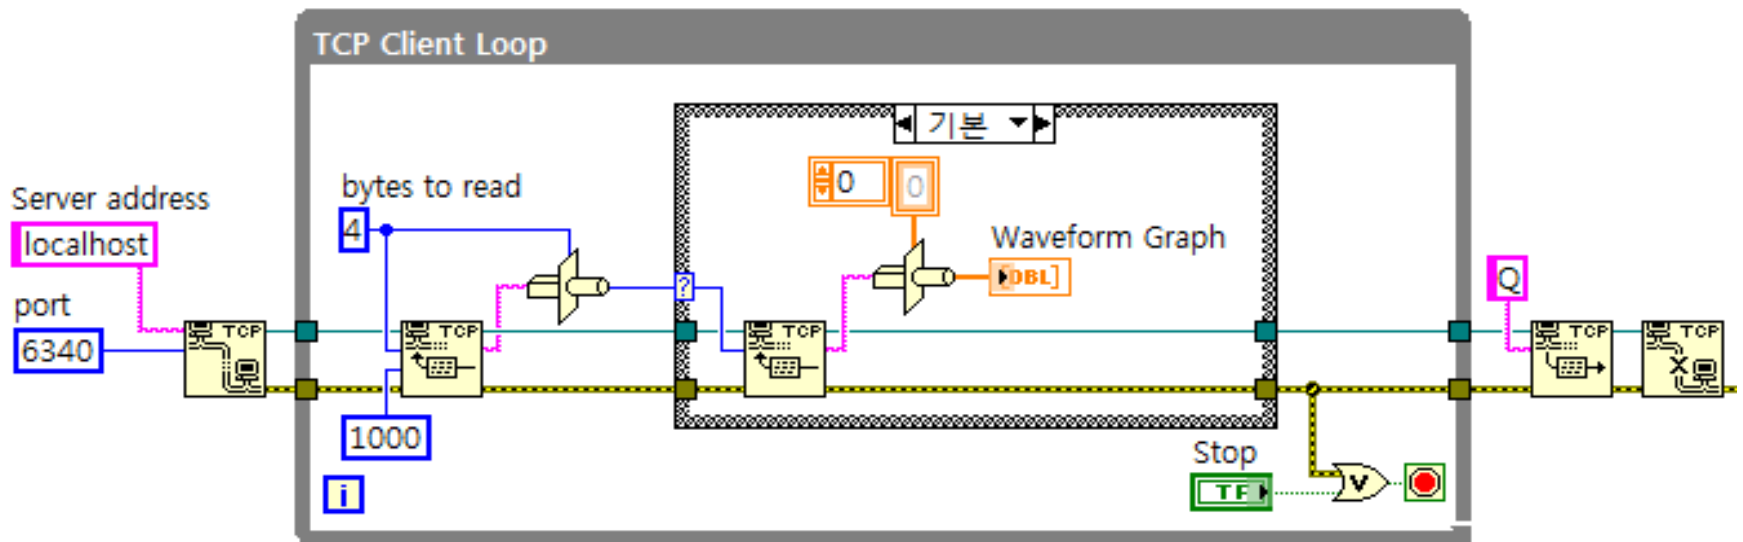 TCP Client Loop
기본
bytes to read
0
0
Server address
4
Waveform Graph
localhost
[DBL]
Q
port
TCP
TCP
TCP
TCP
TCP
6340
1000
Stop
i
TF
V
?